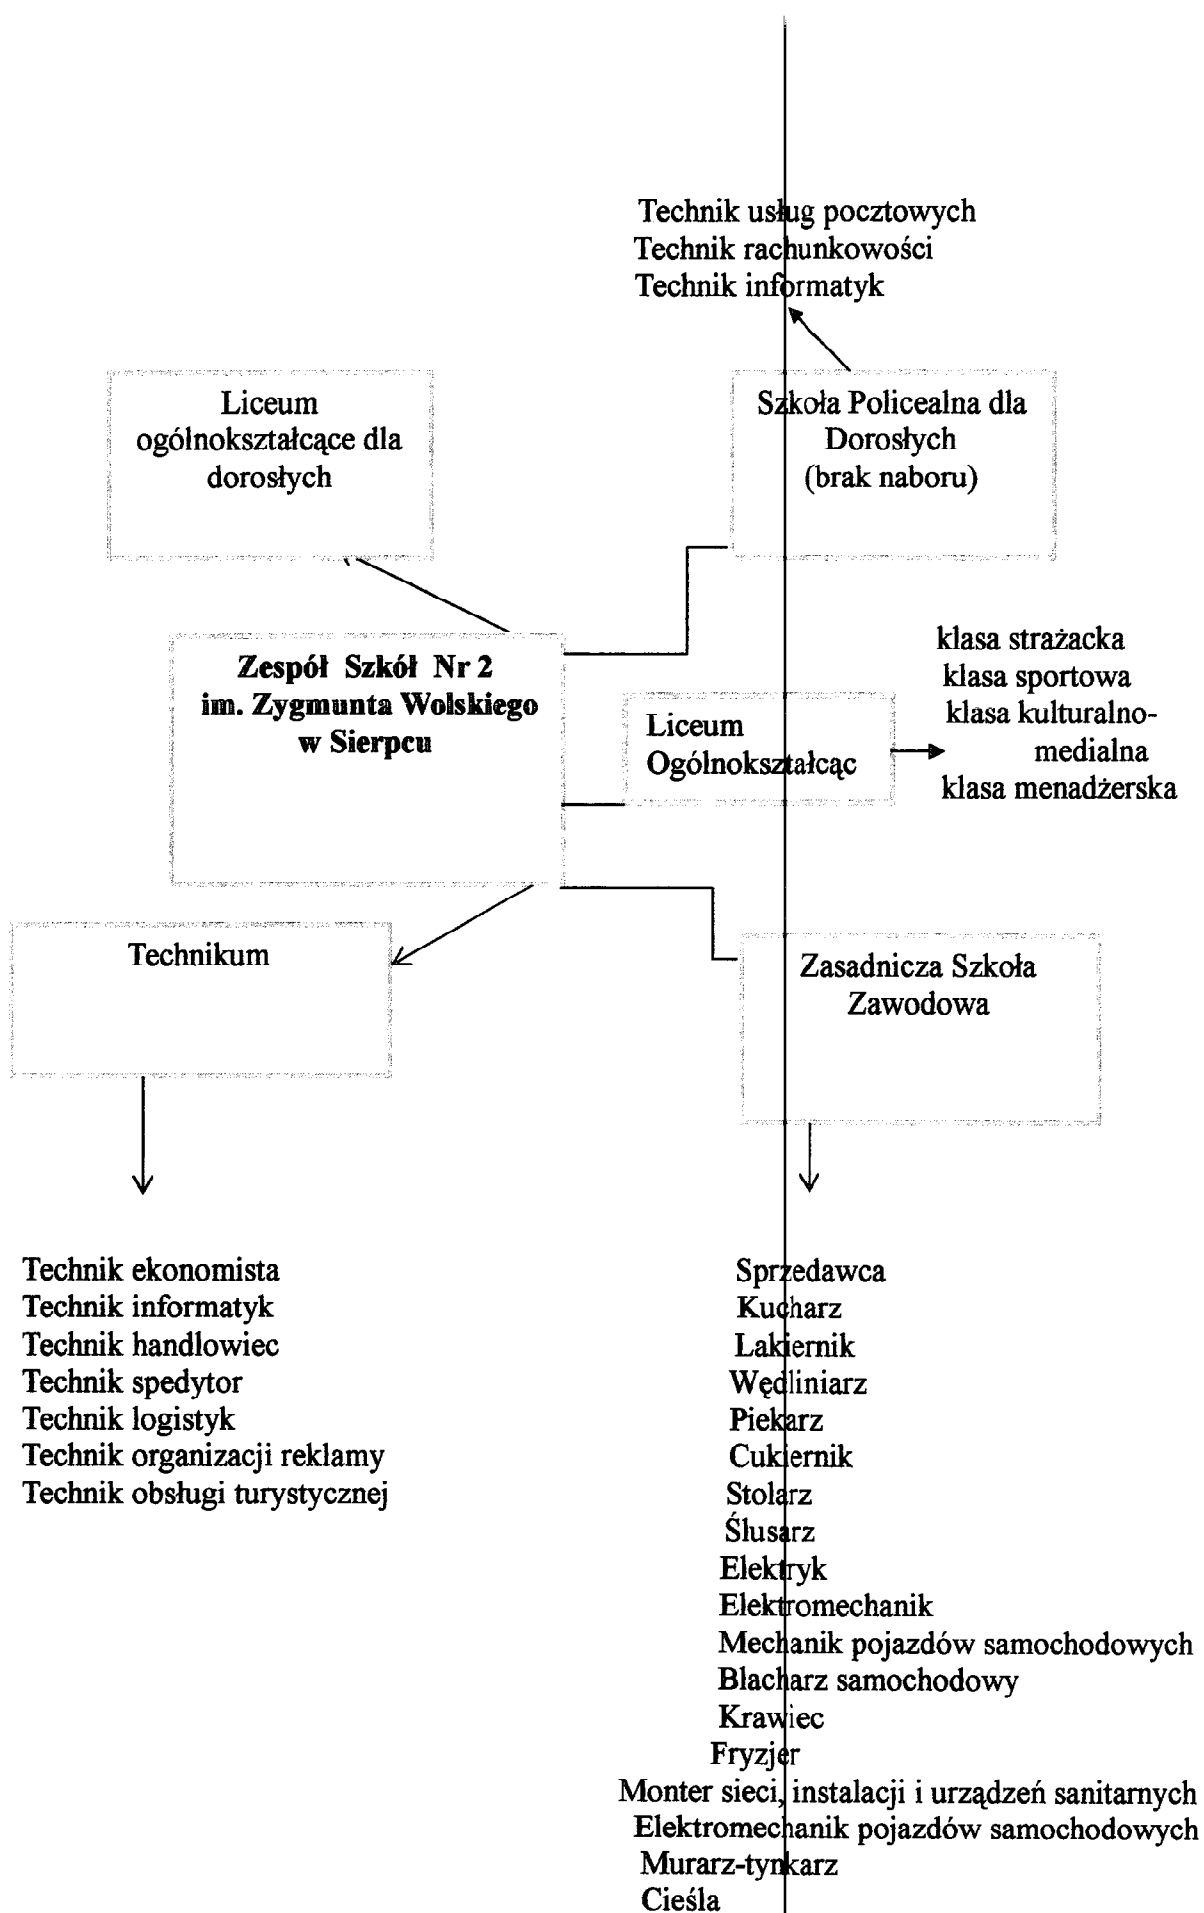 Technik usług pocztowych
Technik rachunkowości
Technik informatyk
Liceum
ogólnokształcące dla
dorosłych
Szkoła Policealna dla
Dorosłych
(brak naboru)
Zespół Szkół Nr 2
im. Zygmunta Wolskiego
w Sierpcu
Liceum
Ogólnokształcąc
klasa strażacka
klasa sportowa
klasa kulturalno-
medialna
klasa menadżerska
Technikum
Zasadnicza Szkoła
Zawodowa
Technik ekonomista
Technik informatyk
Technik handlowiec
Technik spedytor
Technik logistyk
Technik organizacji reklamy
Technik obsługi turystycznej
Sprzedawca
Kucharz
Lakiernik
Wędliniarz
Piekarz
Cukiernik
Stolarz
Ślusarz
Elektryk
Elektromechanik
Mechanik pojazdów samochodowych
Blacharz samochodowy
Krawiec
Fryzjer
Monter sieci, instalacji i urządzeń sanitarnych
Elektromechanik pojazdów samochodowych
Murarz-tynkarz
Cieśla